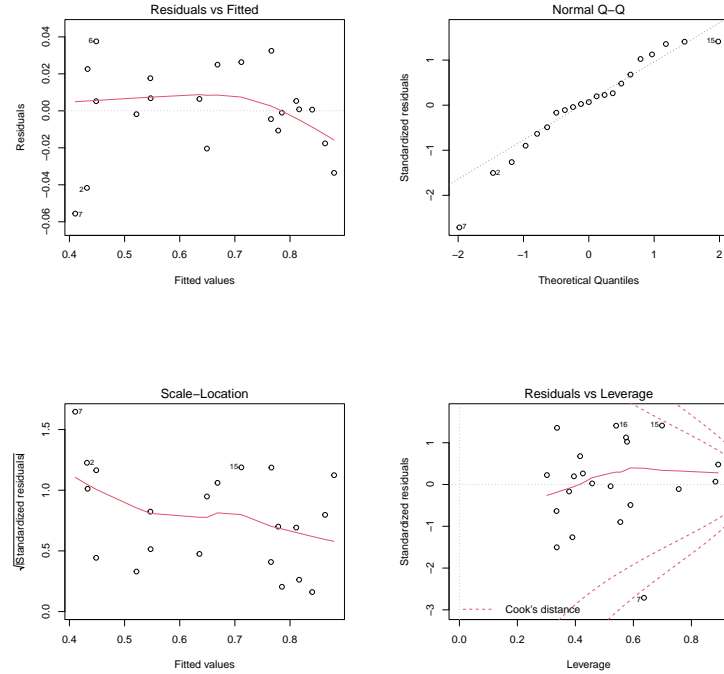 Residuals vs Fitted
Residuals
0.04
0.02
0.00
−0.02
−0.04
−0.06
6
2
7
0.4 0.5 0.6 0.7 0.8
Fitted values
Normal Q−Q
Standardized residuals
1
0
−1
−2
15
2
7
−2 −1 0 1 2
Theoretical Quantiles
Scale−Location
√|Standardized residuals|
1.5
1.0
0.5
0.0
7
2
15
0.4 0.5 0.6 0.7 0.8
Fitted values
Residuals vs Leverage
Standardized residuals
1
0
−1
−2
−3
16
15
7
Cook's distance
0.0 0.2 0.4 0.6 0.8
Leverage